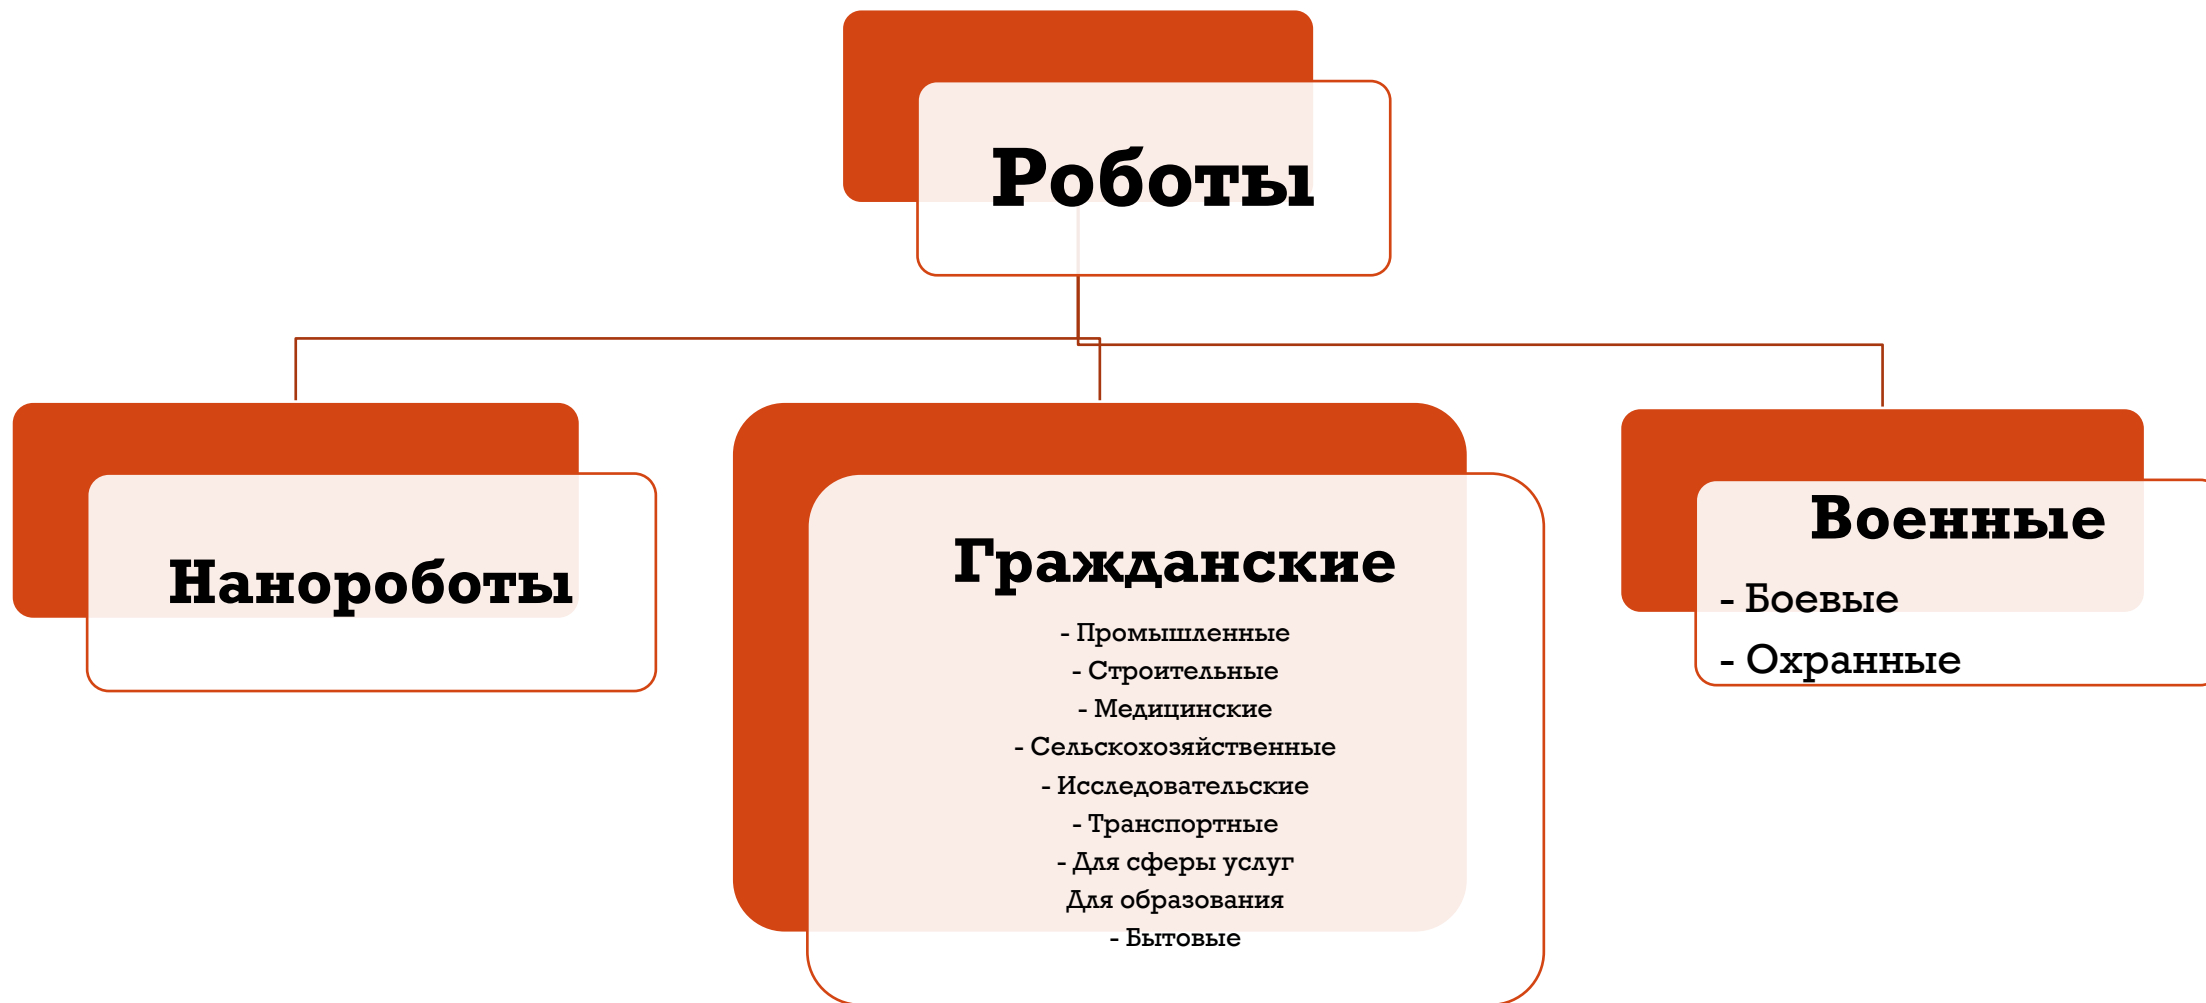 Роботы
Нанороботы
Гражданские
- Промышленные
- Строительные
- Медицинские
- Сельскохозяйственные
- Исследовательские
- Транспортные
- Для сферы услуг
Для образования
- Бытовые
Военные
- Боевые
- Охранные